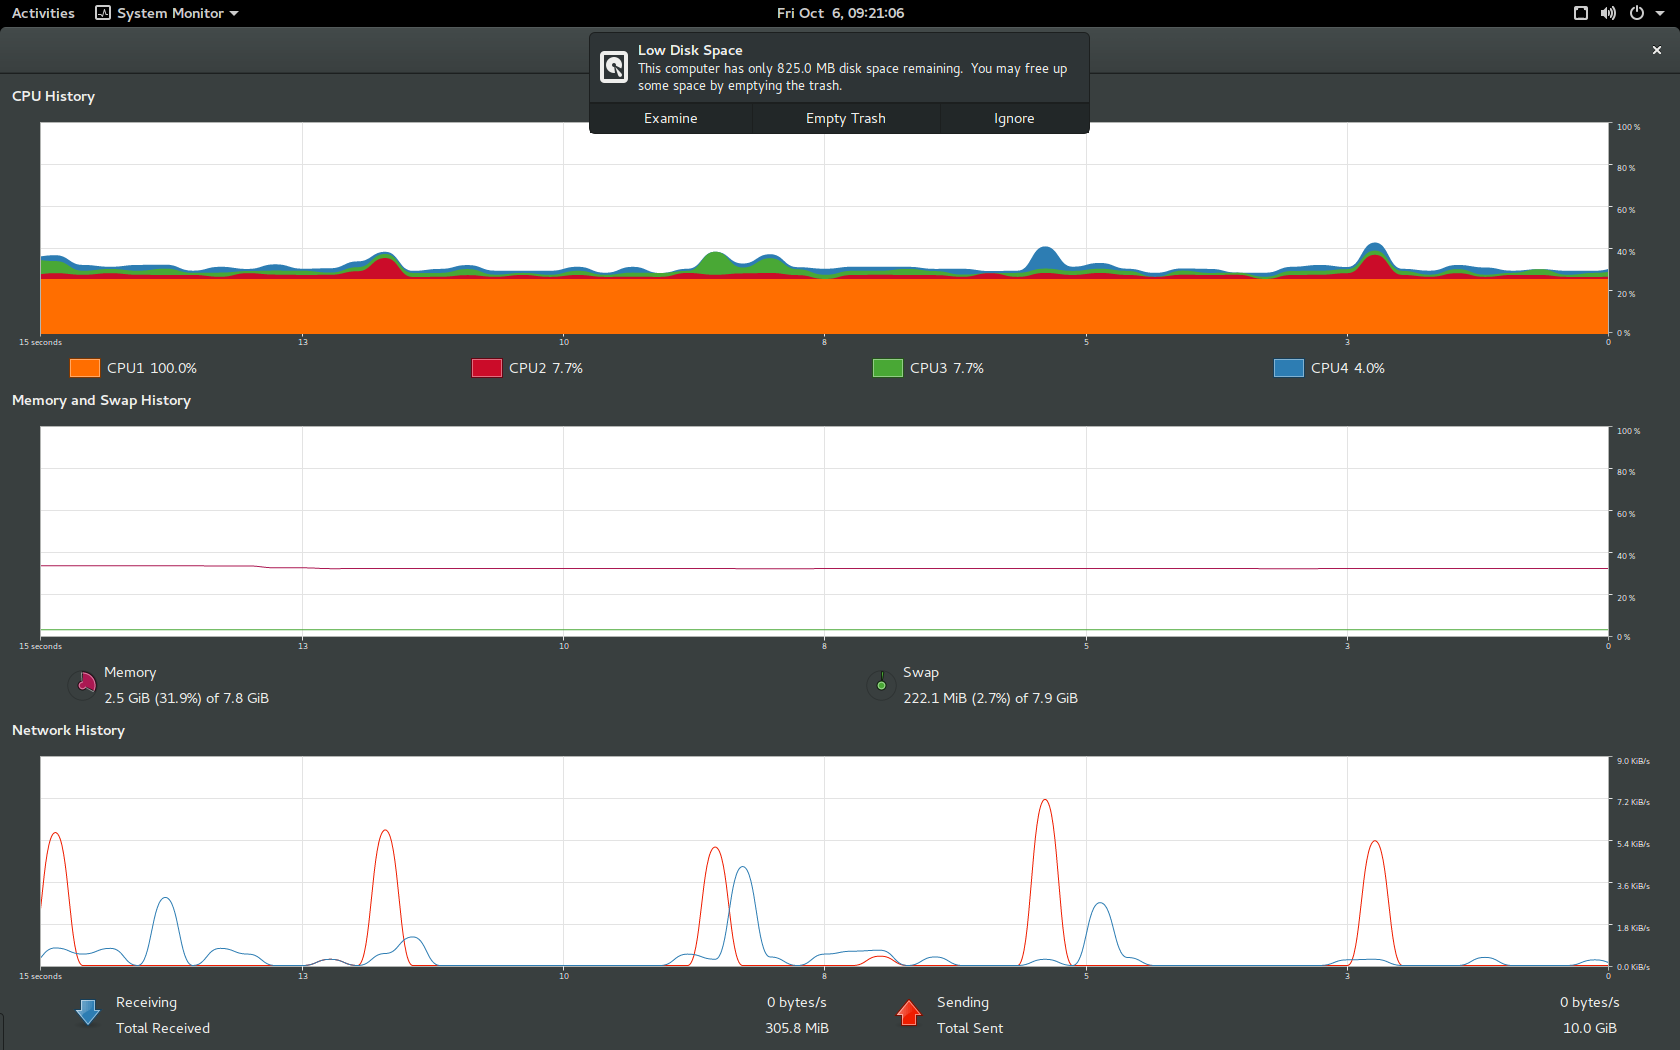 Activities System Monitor Fri Oct 6, 09:21:06
Low Disk Space
This computer has only 825.0 MB disk space remaining. You may free up
some space by emptying the trash.
Examine Empty Trash Ignore
CPU History
100 %
80 %
60 %
40 %
20 %
0 %
15 seconds 13 10 8 5 3 0
CPU1 100.0% CPU2 7.7% CPU3 7.7% CPU4 4.0%
Memory and Swap History
100 %
80 %
60 %
40 %
20 %
0 %
15 seconds 13 10 8 5 3 0
Memory
2.5 GiB (31.9%) of 7.8 GiB
Swap
222.1 MiB (2.7%) of 7.9 GiB
Network History
9.0 KiB/s
7.2 KiB/s
5.4 KiB/s
3.6 KiB/s
1.8 KiB/s
0.0 KiB/s
15 seconds 13 10 8 5 3 0
Receiving 0 bytes/s
Total Received 305.8 MiB
Sending 0 bytes/s
Total Sent 10.0 GiB